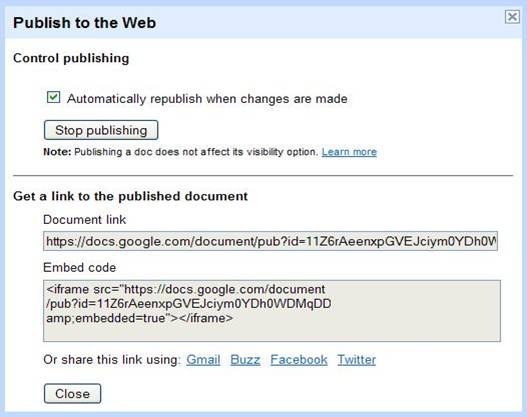 Publish to the Web
Control publishing
Automatically republish when changes are made
Stop publishing
Note: Publishing a doc does not affect its visibility option. Learn more
Get a link to the published document
Document link
https://docs.google.com/document/pub?id=11Z6rAeenxpGVEJciym0YDh0W
Embed code
<iframe src="https://docs.google.com/document
/pub?id=11Z6rAeenxpGVEJciym0YDh0WDMqDD
amp;embedded=true"></iframe>
Or share this link using: Gmail Buzz Facebook Twitter
Close